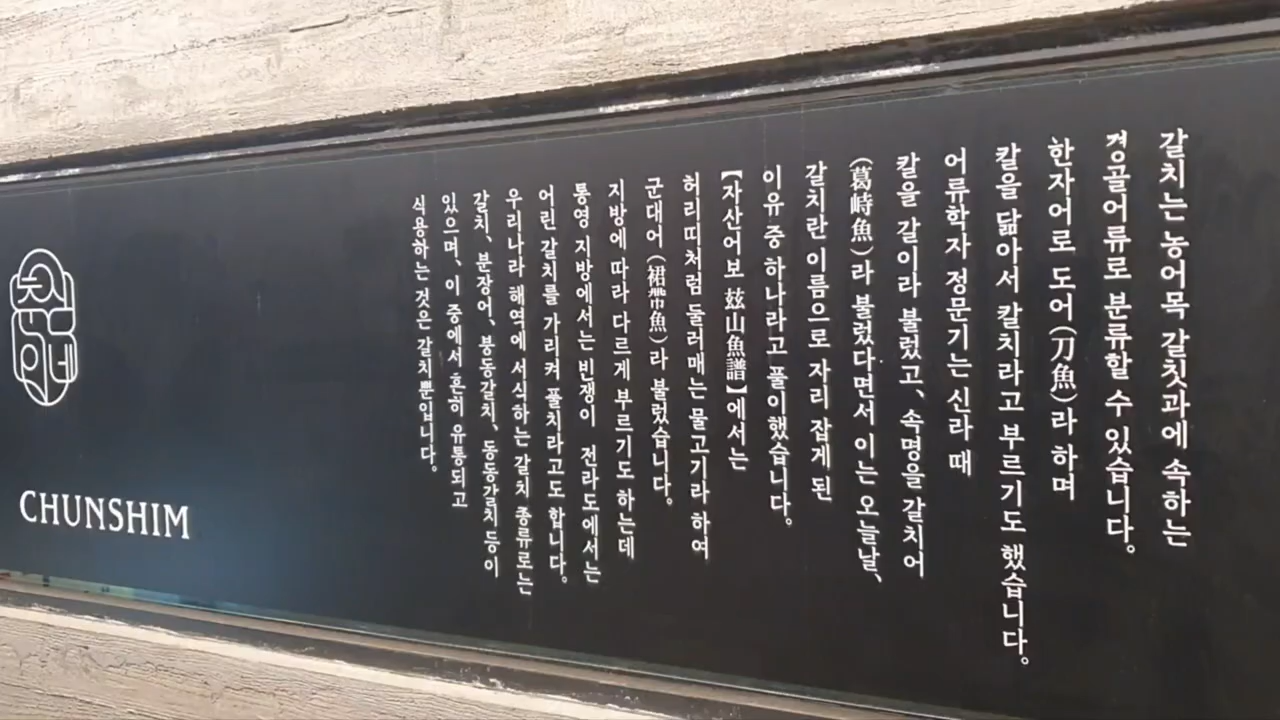 갈치는 농어목 갈칫과에 속하는
경골어류로 분류할 수 있습니다.
한자어로 도어(刀魚)라 하며
칼을 닮아서 칼치라고 부르기도 했습니다.
어류학자 정문기는 신라 때
칼을 갈이라 불렀고, 속명을 갈치어
(葛峙魚)라 불렀다면서 이는 오늘날,
갈치란 이름으로 자리 잡게 된
이유 중 하나라고 풀이했습니다.
【자산어보 玆山魚譜】에서는
허리띠처럼 둘러매는 물고기라 하여
군대어(裙帶魚)라 불렀습니다.
지방에 따라 다르게 부르기도 하는데
통영 지방에서는 빈쟁이 전라도에서는
어린 갈치를 가리켜 풀치라고도 합니다.
우리나라 해역에 서식하는 갈치 종류로는
갈치, 분장어, 붕동갈치, 동동갈치 등이
있으며, 이 중에서 흔히 유통되고
식용하는 것은 갈치 뿐입니다.
춘심이네
CHUNSHIM